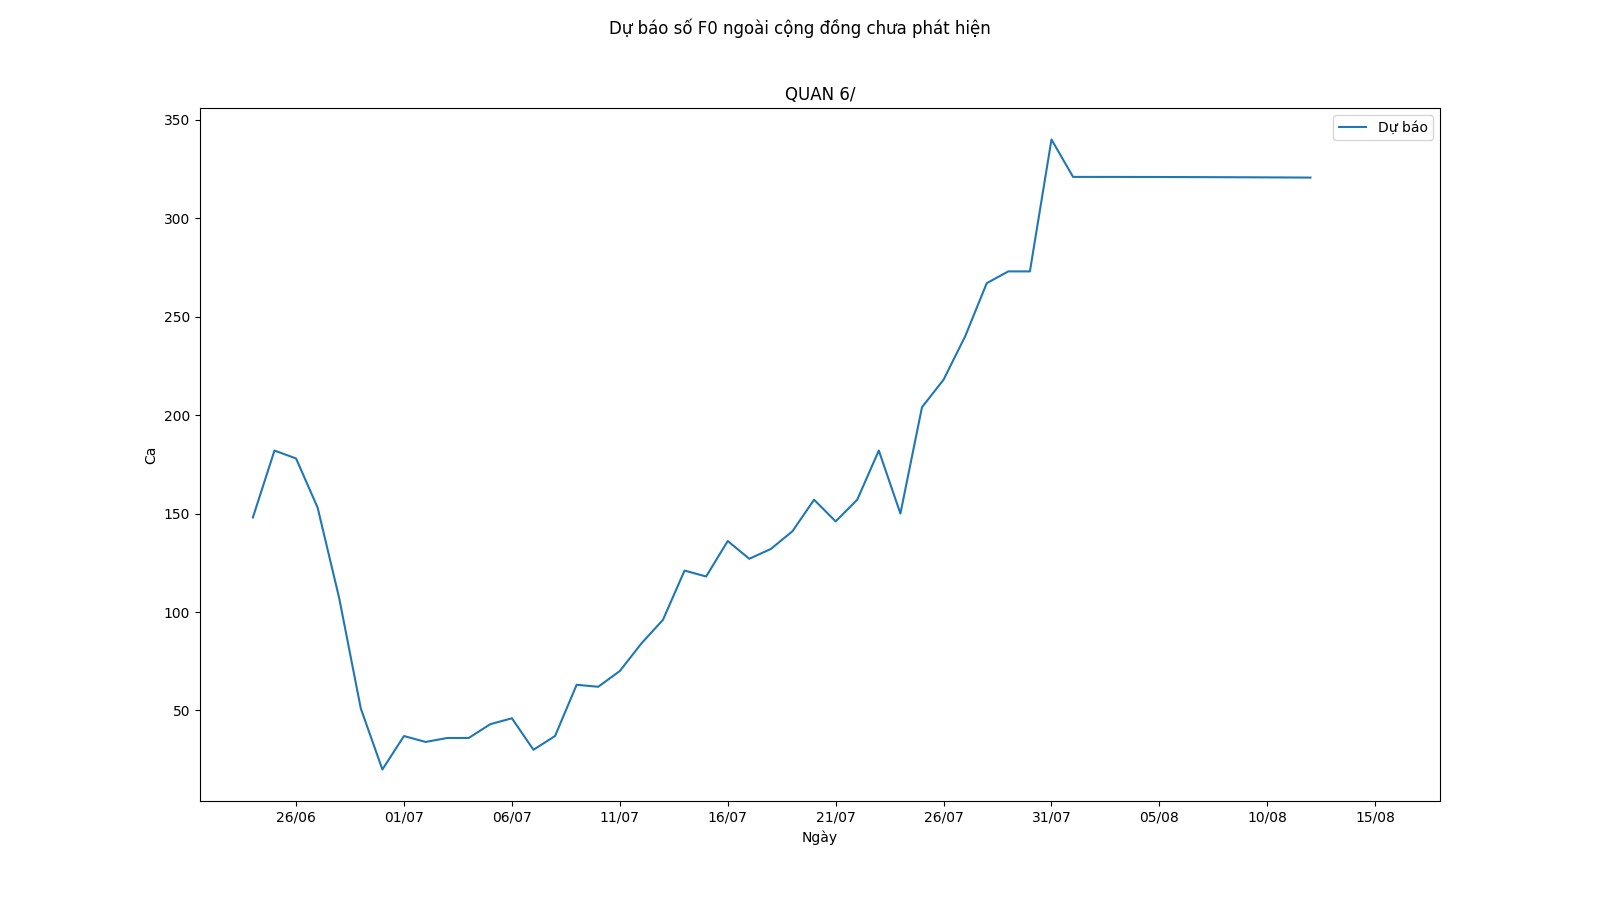 Dự báo số F0 ngoài cộng đồng chưa phát hiện
QUAN 6/
Dự báo
350
300
250
200
150
100
50
Ca
26/06 01/07 06/07 11/07 16/07 21/07 26/07 31/07 05/08 10/08 15/08
Ngày